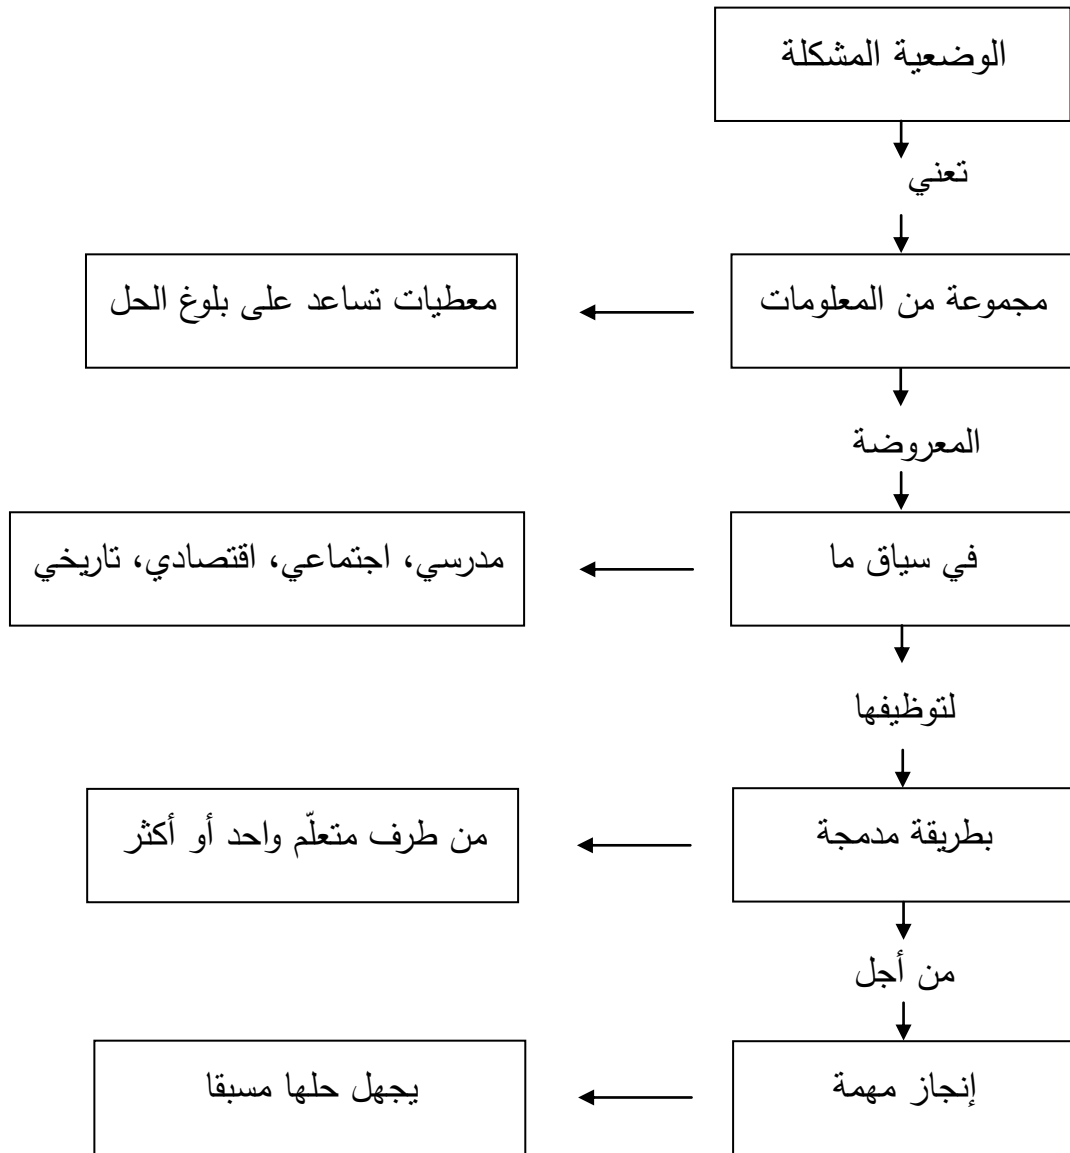 الوضعية المشكلة
تعني
مجموعة من المعلومات
معطيات تساعد على بلوغ الحل
المعروضة
في سياق ما
مدرسي، اجتماعي، اقتصادي، تاريخي
لتوظيفها
بطريقة مدمجة
من طرف متعلّم واحد أو أكثر
من أجل
إنجاز مهمة
يجهل حلها مسبقا